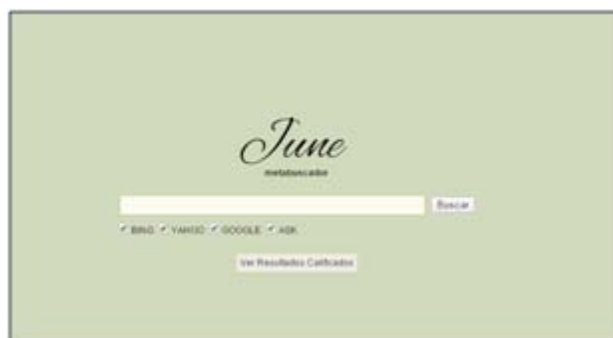 June
metabuscador
Buscar
BING YAHOO GOOGLE ASK
Ver Resultados Calificados